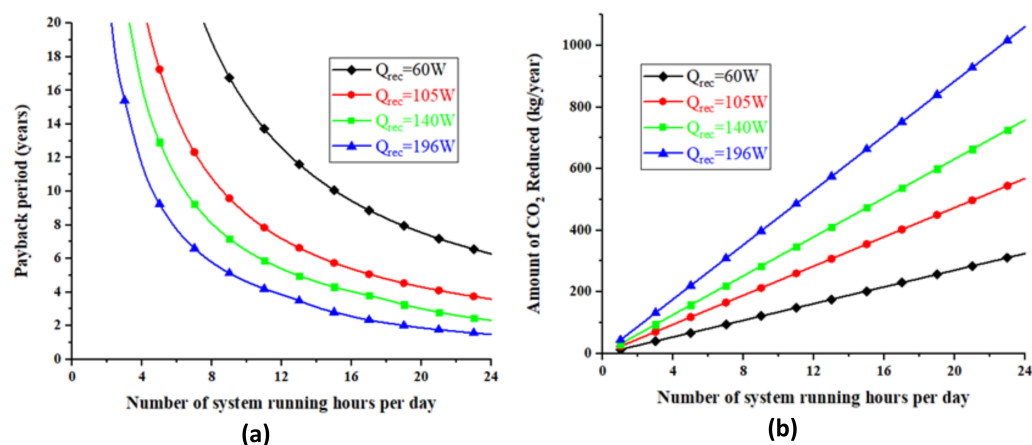 20
18
16
14
12
10
8
6
4
2
0
Payback period (years)
Q_rec=60W
Q_rec=105W
Q_rec=140W
Q_rec=196W
0 4 8 12 16 20 24
Number of system running hours per day
(a)
1000
800
600
400
200
0
Amount of CO₂ Reduced (kg/year)
Q_rec=60W
Q_rec=105W
Q_rec=140W
Q_rec=196W
0 4 8 12 16 20 24
Number of system running hours per day
(b)